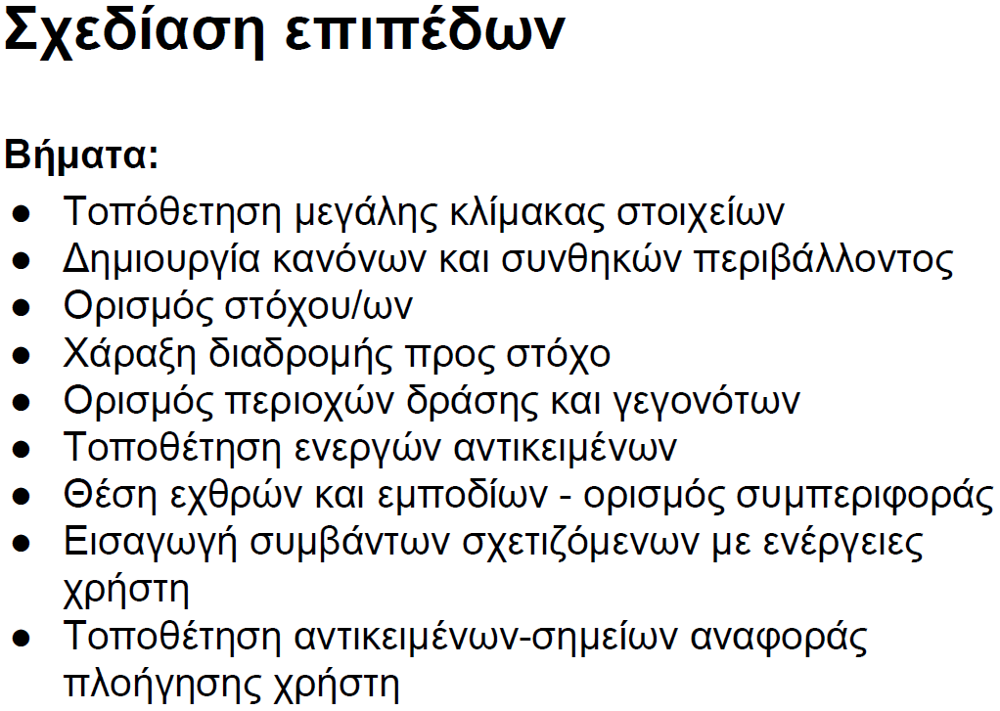 Σχεδίαση επιπέδων
Βήματα:
● Τοπόθετηση μεγάλης κλίμακας στοιχείων
● Δημιουργία κανόνων και συνθηκών περιβάλλοντος
● Ορισμός στόχου/ων
● Χάραξη διαδρομής προς στόχο
● Ορισμός περιοχών δράσης και γεγονότων
● Τοποθέτηση ενεργών αντικειμένων
● Θέση εχθρών και εμποδίων - ορισμός συμπεριφοράς
● Εισαγωγή συμβάντων σχετιζόμενων με ενέργειες
χρήστη
● Τοποθέτηση αντικειμένων-σημείων αναφοράς
πλοήγησης χρήστη